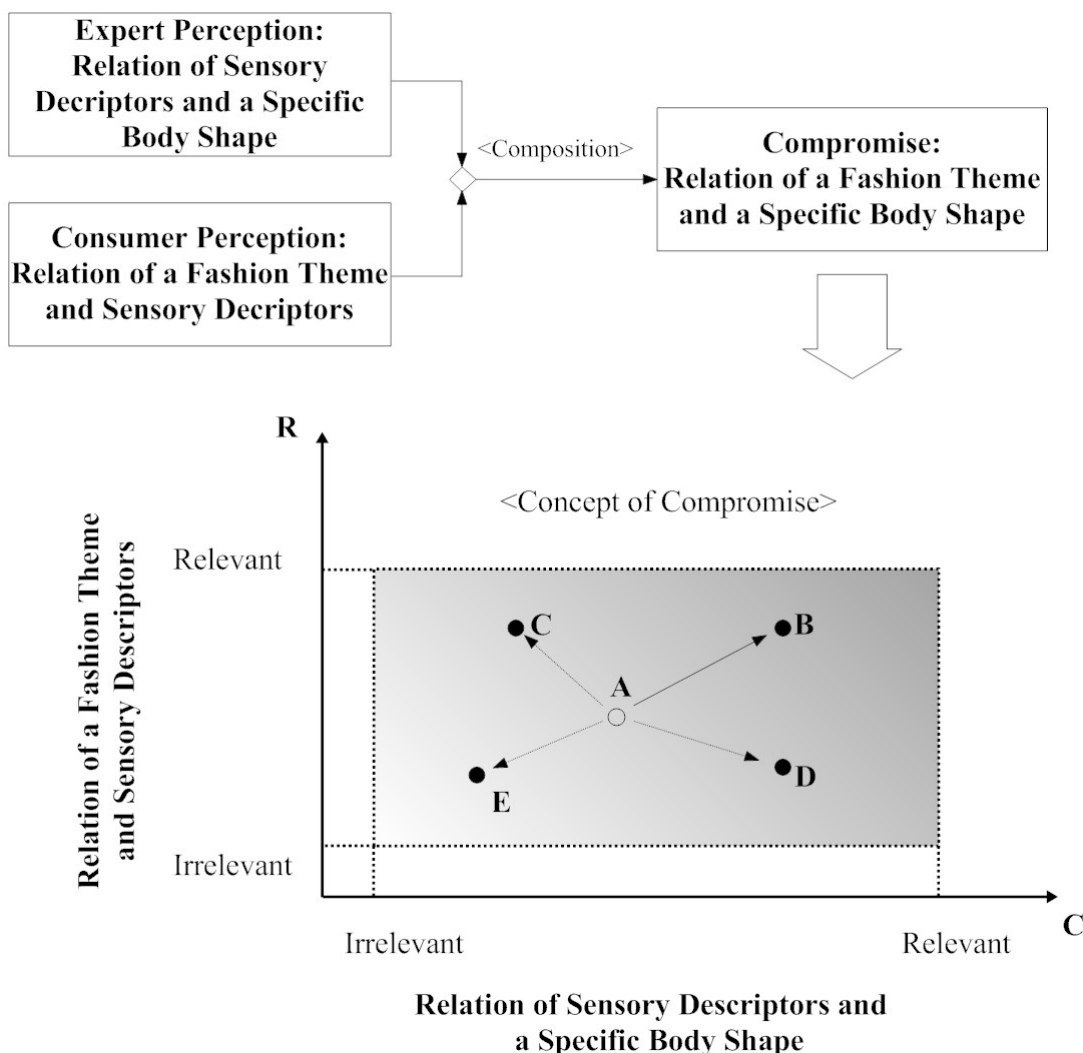 Expert Perception:
Relation of Sensory
Decriptors and a Specific
Body Shape
<Composition>
Compromise:
Relation of a Fashion Theme
and a Specific Body Shape
Consumer Perception:
Relation of a Fashion Theme
and Sensory Decriptors
R
<Concept of Compromise>
Relevant
Relation of a Fashion Theme
and Sensory Descriptors
C
B
A
D
E
Irrelevant
C
Irrelevant
Relevant
Relation of Sensory Descriptors and
a Specific Body Shape